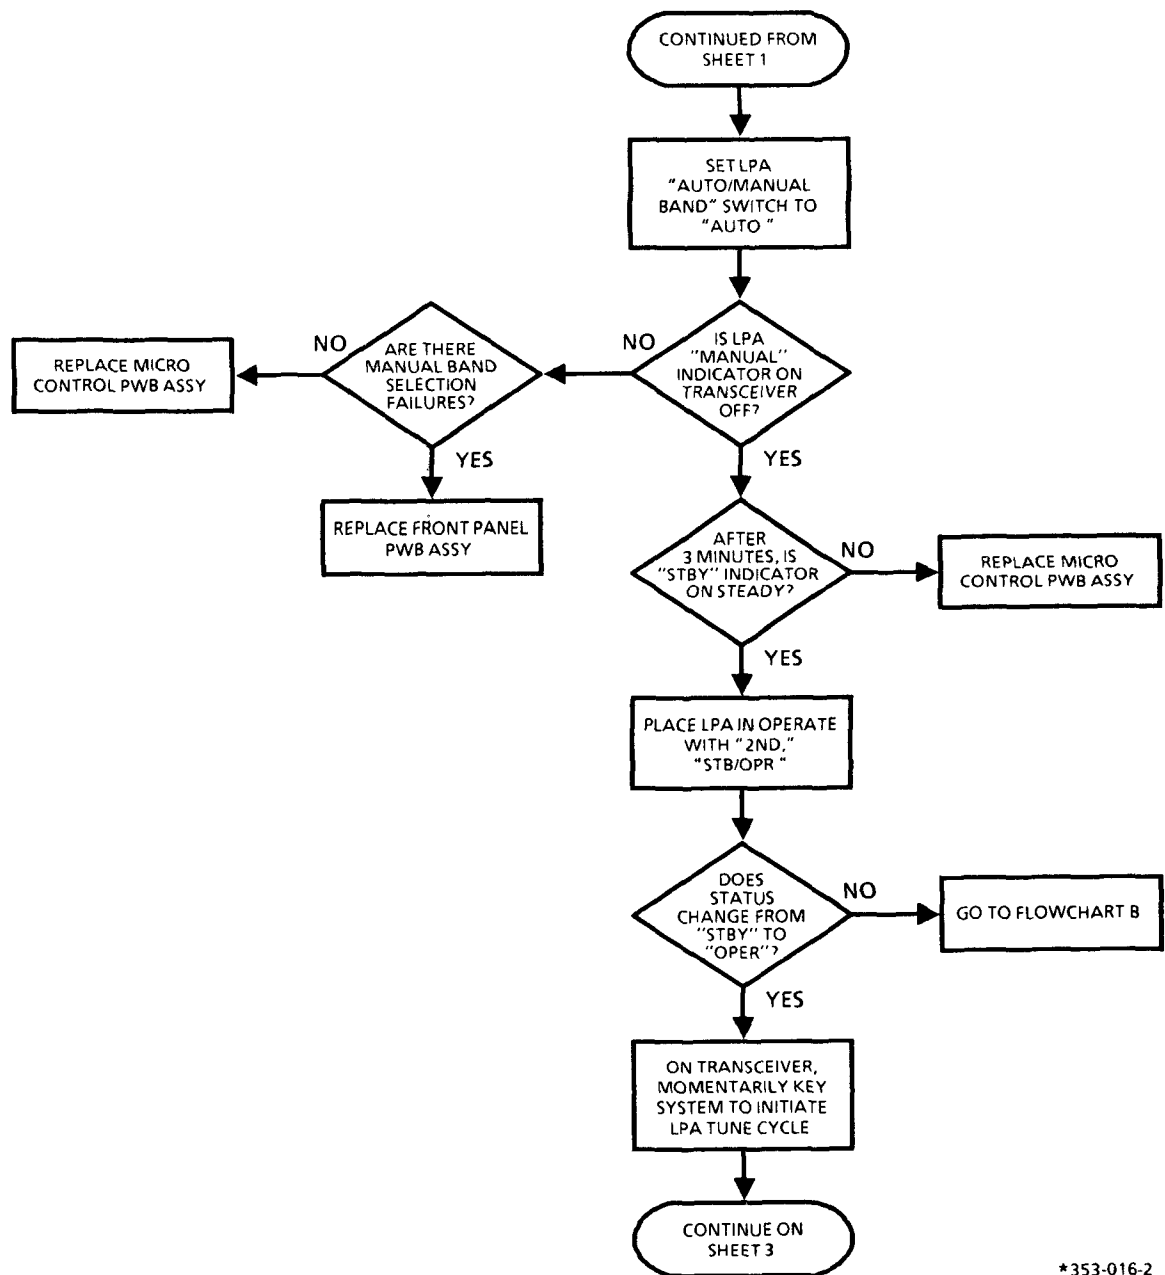 CONTINUED FROM
SHEET 1
SET LPA
"AUTO/MANUAL
BAND" SWITCH TO
"AUTO"
IS LPA
"MANUAL"
INDICATOR ON
TRANSCEIVER
OFF?
NO
YES
ARE THERE
MANUAL BAND
SELECTION
FAILURES?
NO
YES
REPLACE MICRO
CONTROL PWB ASSY
REPLACE FRONT PANEL
PWB ASSY
AFTER
3 MINUTES, IS
"STBY" INDICATOR
ON STEADY?
NO
YES
REPLACE MICRO
CONTROL PWB ASSY
PLACE LPA IN OPERATE
WITH "2ND,"
"STB/OPR"
DOES
STATUS
CHANGE FROM
"STBY" TO
"OPER"?
NO
YES
GO TO FLOWCHART B
ON TRANSCEIVER,
MOMENTARILY KEY
SYSTEM TO INITIATE
LPA TUNE CYCLE
CONTINUE ON
SHEET 3
*353-016-2